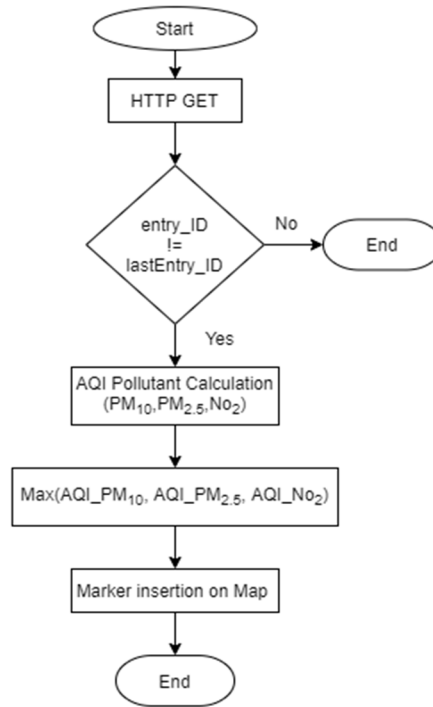 Start
HTTP GET
entry_ID
!=
lastEntry_ID
No
End
Yes
AQI Pollutant Calculation
(PM₁₀,PM₂.₅,No₂)
Max(AQI_PM₁₀, AQI_PM₂.₅, AQI_No₂)
Marker insertion on Map
End